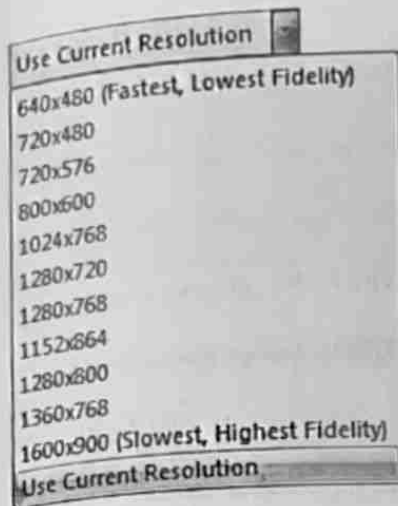 Use Current Resolution
640x480 (Fastest, Lowest Fidelity)
720x480
720x576
800x600
1024x768
1280x720
1280x768
1152x864
1280x800
1360x768
1600x900 (Slowest, Highest Fidelity)
Use Current Resolution